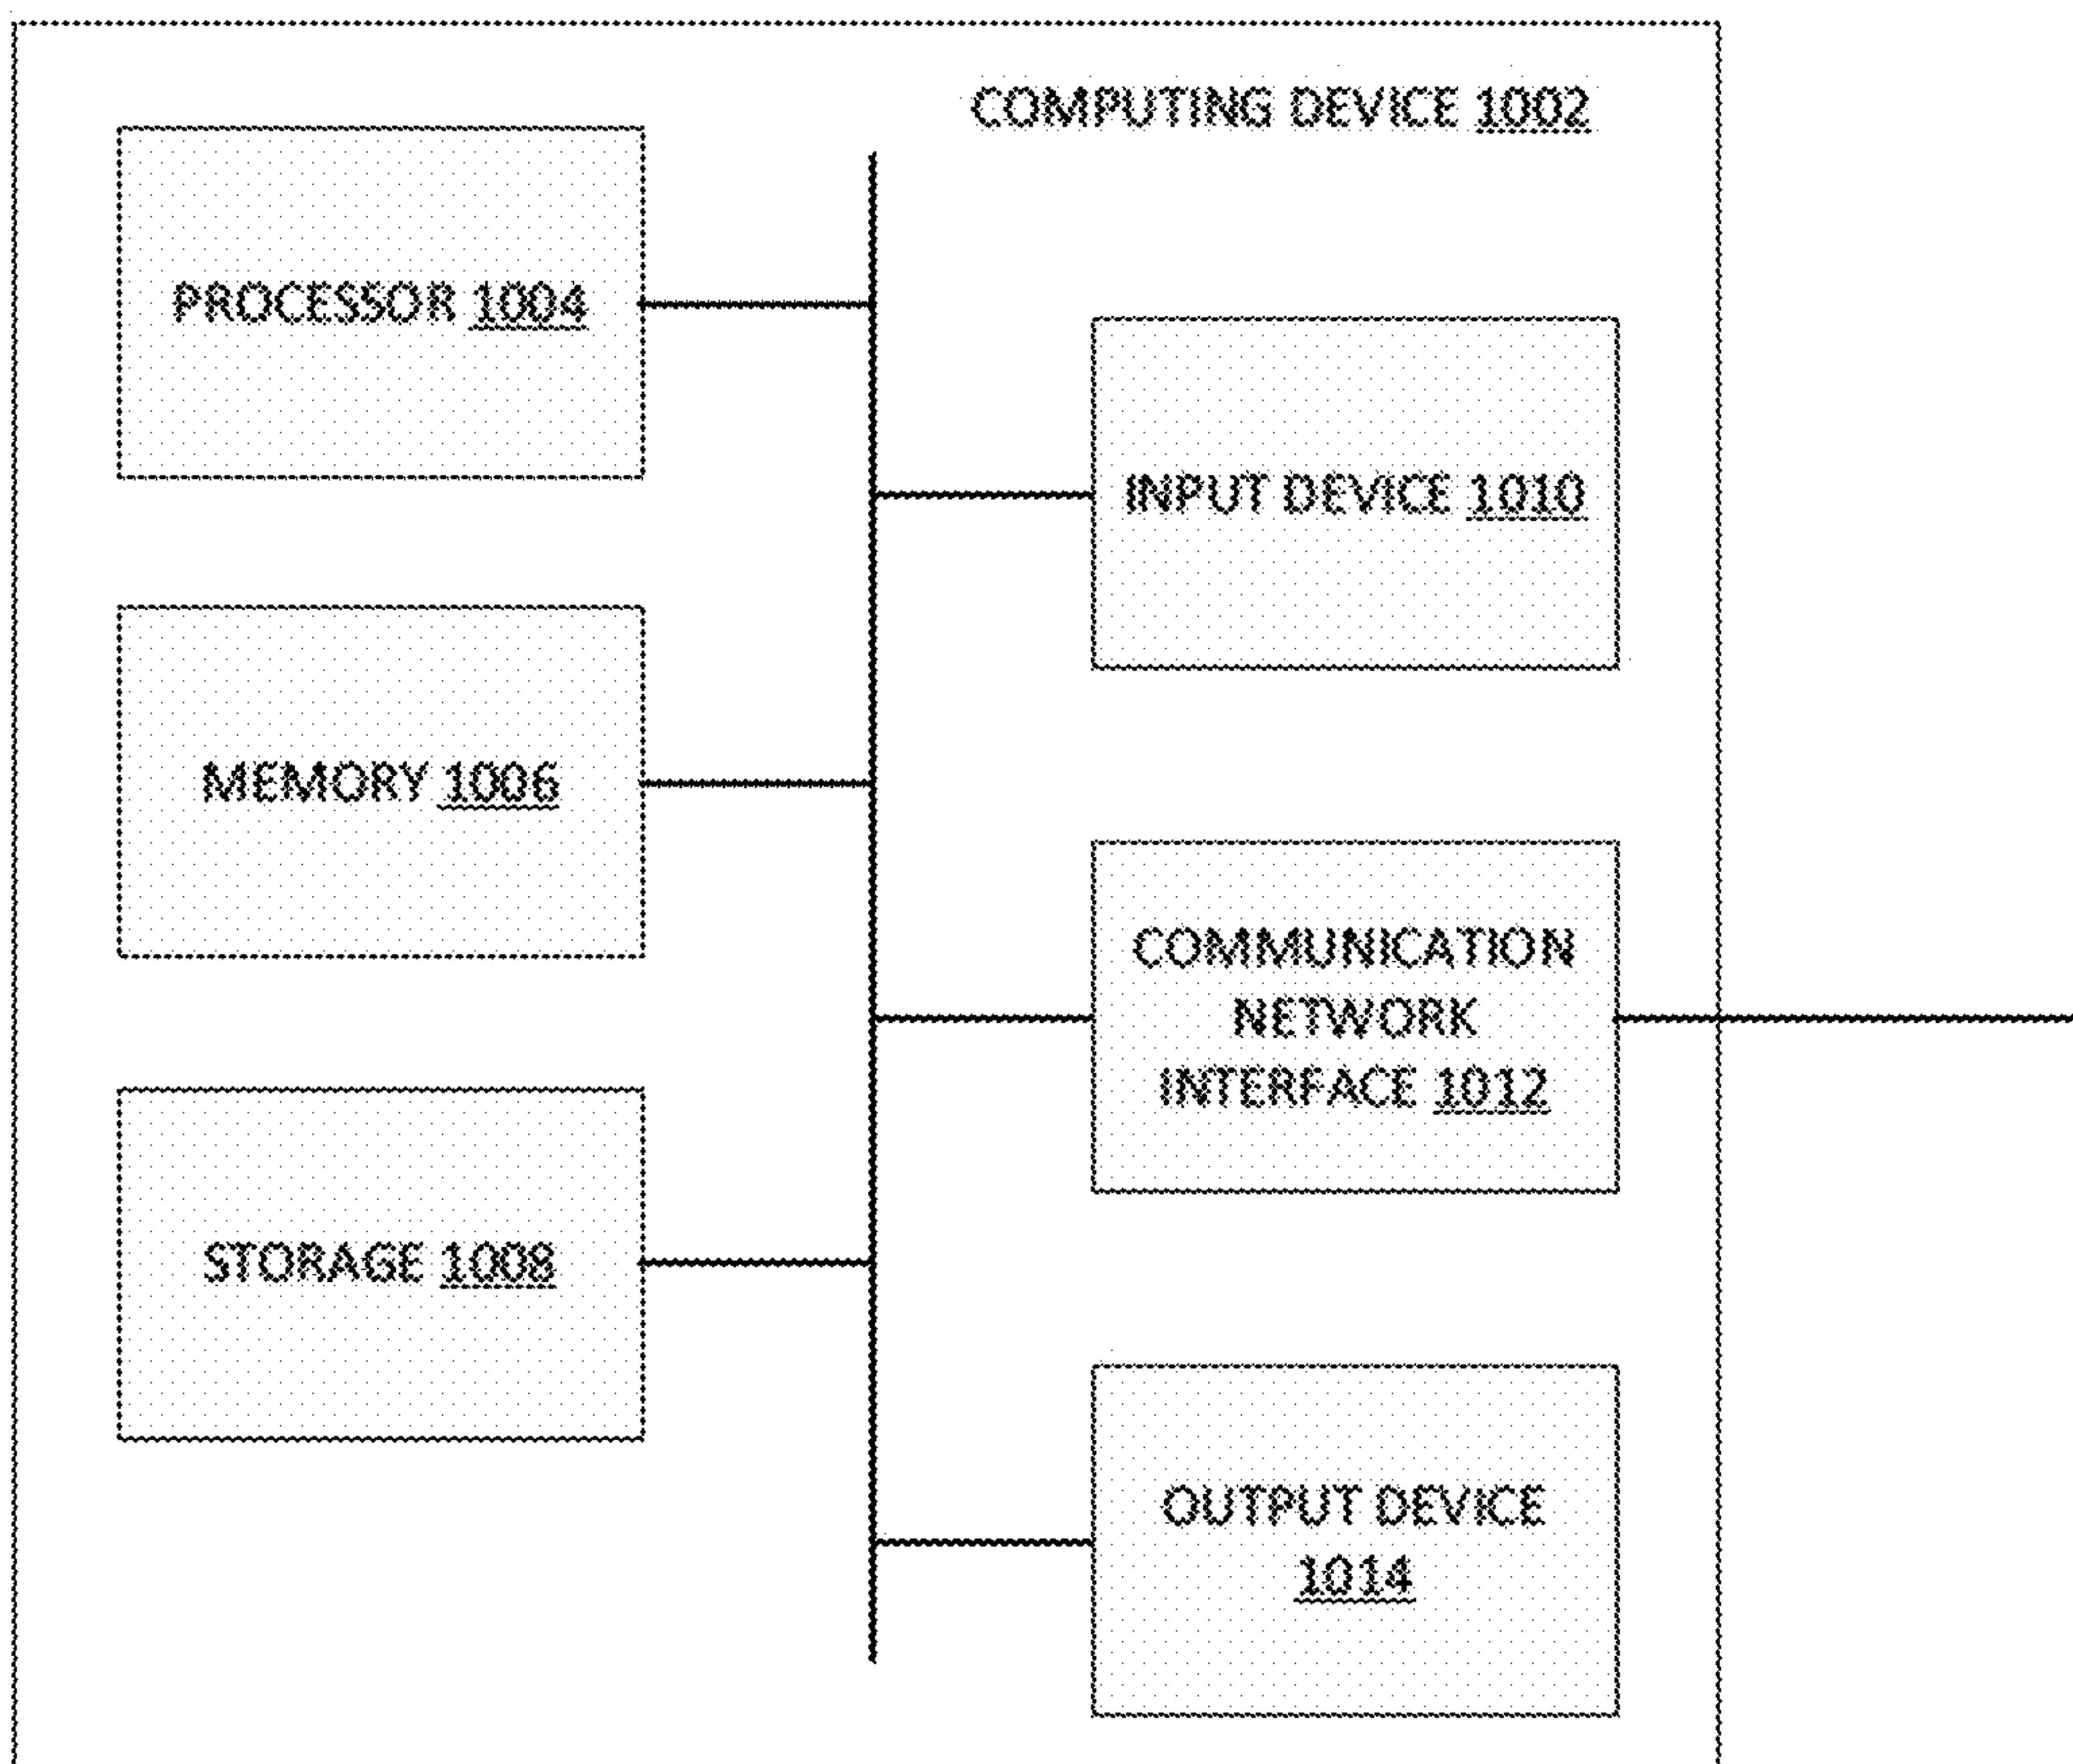 COMPUTING DEVICE 1002
PROCESSOR 1004
INPUT DEVICE 1010
MEMORY 1006
COMMUNICATION
NETWORK
INTERFACE 1012
STORAGE 1008
OUTPUT DEVICE
1014